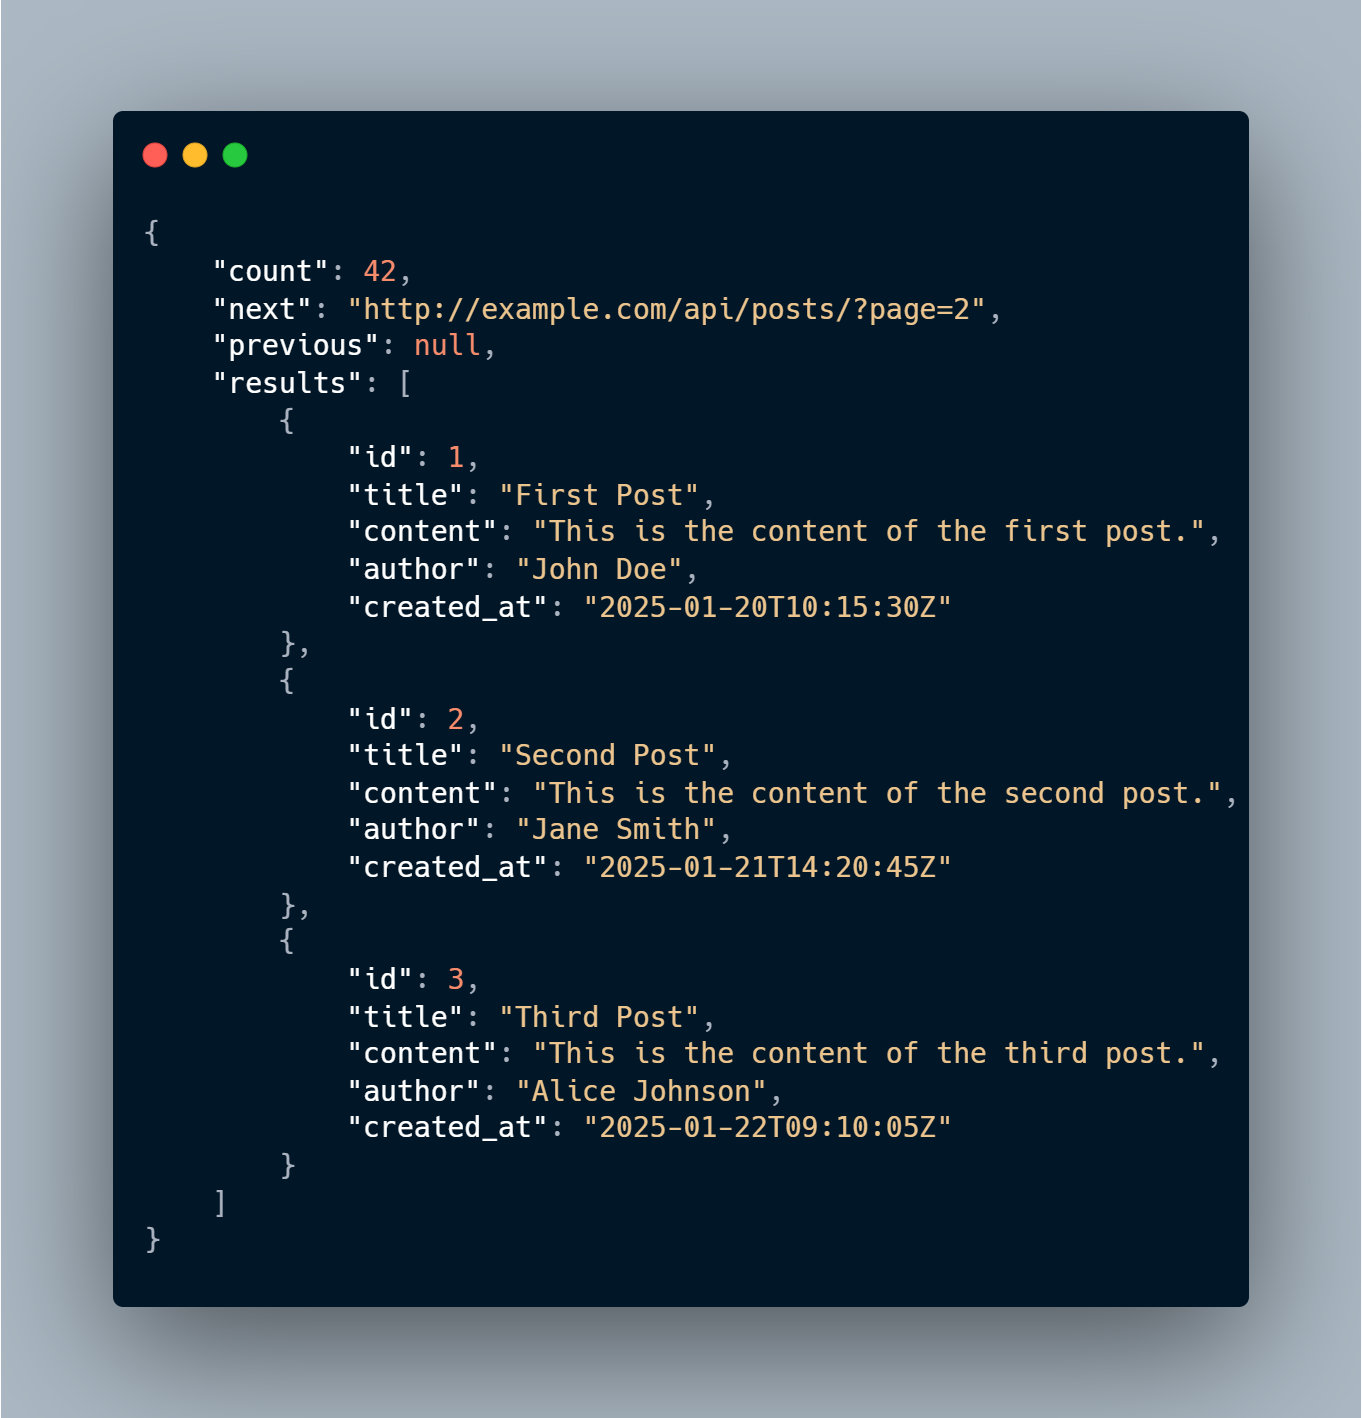 {
    "count": 42,
    "next": "http://example.com/api/posts/?page=2",
    "previous": null,
    "results": [
        {
            "id": 1,
            "title": "First Post",
            "content": "This is the content of the first post.",
            "author": "John Doe",
            "created_at": "2025-01-20T10:15:30Z"
        },
        {
            "id": 2,
            "title": "Second Post",
            "content": "This is the content of the second post.",
            "author": "Jane Smith",
            "created_at": "2025-01-21T14:20:45Z"
        },
        {
            "id": 3,
            "title": "Third Post",
            "content": "This is the content of the third post.",
            "author": "Alice Johnson",
            "created_at": "2025-01-22T09:10:05Z"
        }
    ]
}